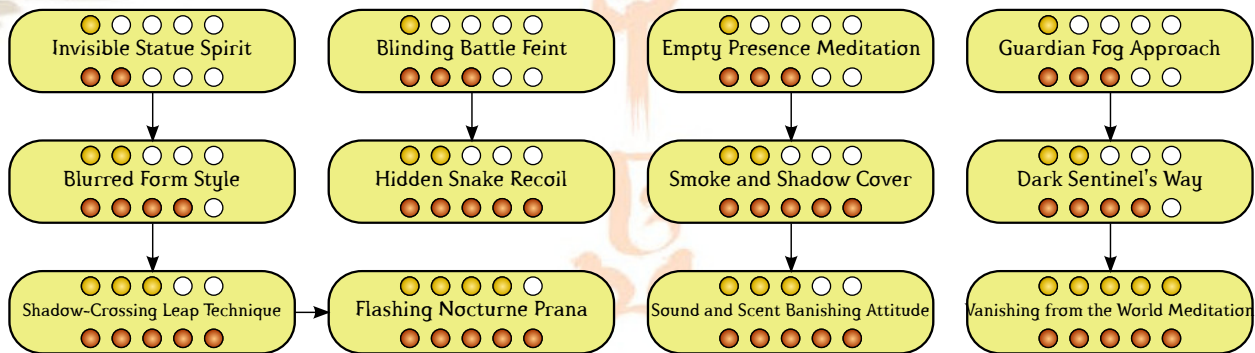 Invisible Statue Spirit
Blinding Battle Feint
Empty Presence Meditation
Guardian Fog Approach
Blurred Form Style
Hidden Snake Recoil
Smoke and Shadow Cover
Dark Sentinel's Way
Shadow-Crossing Leap Technique
Flashing Nocturne Prana
Sound and Scent Banishing Attitude
Vanishing from the World Meditation